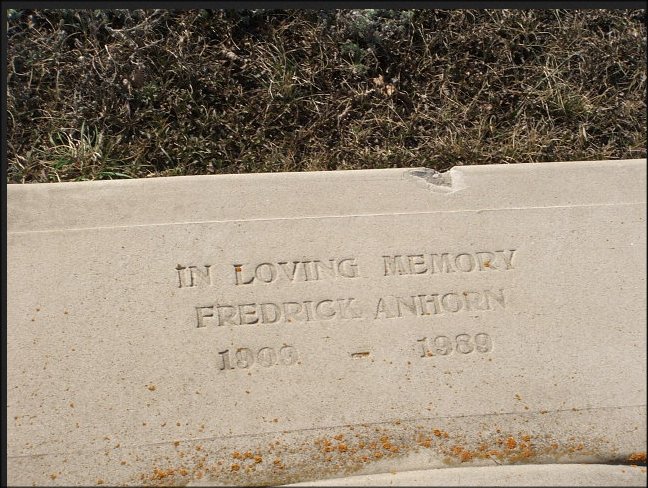 IN LOVING MEMORY
FREDRICK ANHORN
1909 - 1989